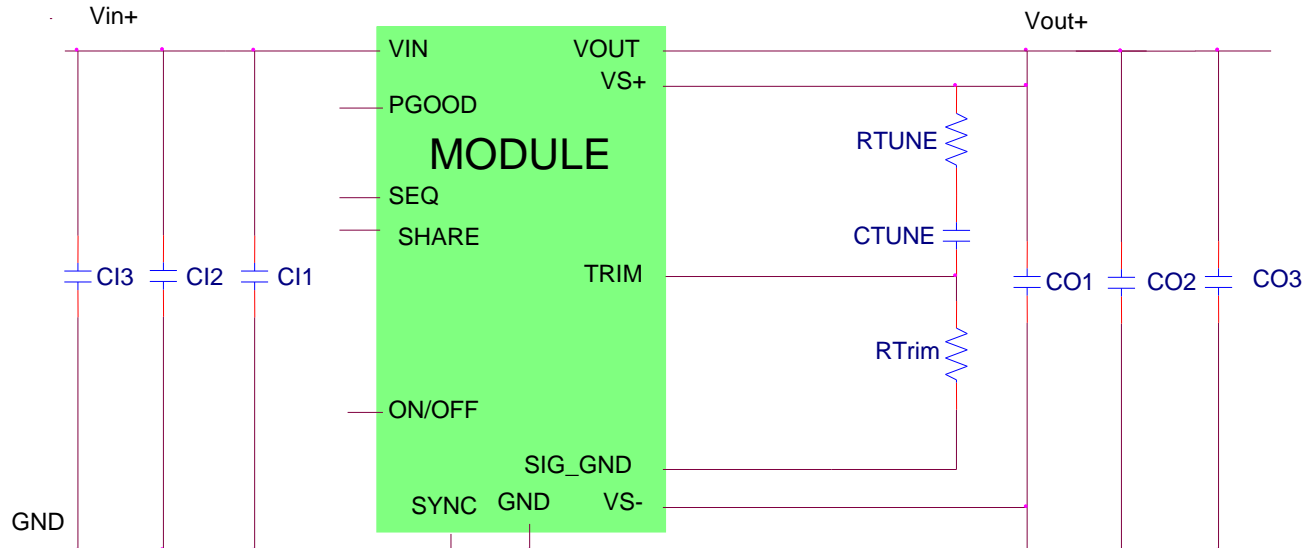 Vin+
Vout+
VIN
VOUT
VS+
PGOOD
MODULE
RTUNE
SEQ
SHARE
CTUNE
TRIM
CI3
CI2
CI1
CO1
CO2
CO3
RTrim
ON/OFF
SIG_GND
SYNC
GND
VS-
GND